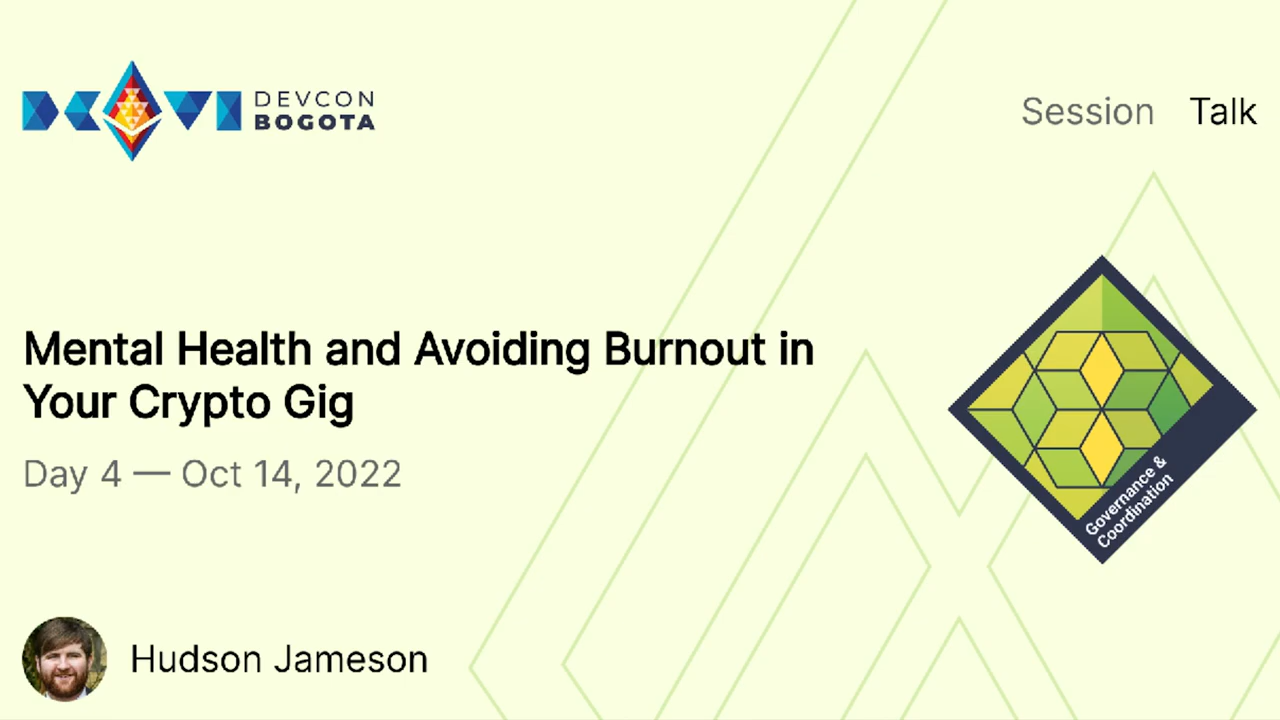 DEVCON
BOGOTA
Session Talk
Mental Health and Avoiding Burnout in
Your Crypto Gig
Day 4 — Oct 14, 2022
Governance &
Coordination
Hudson Jameson